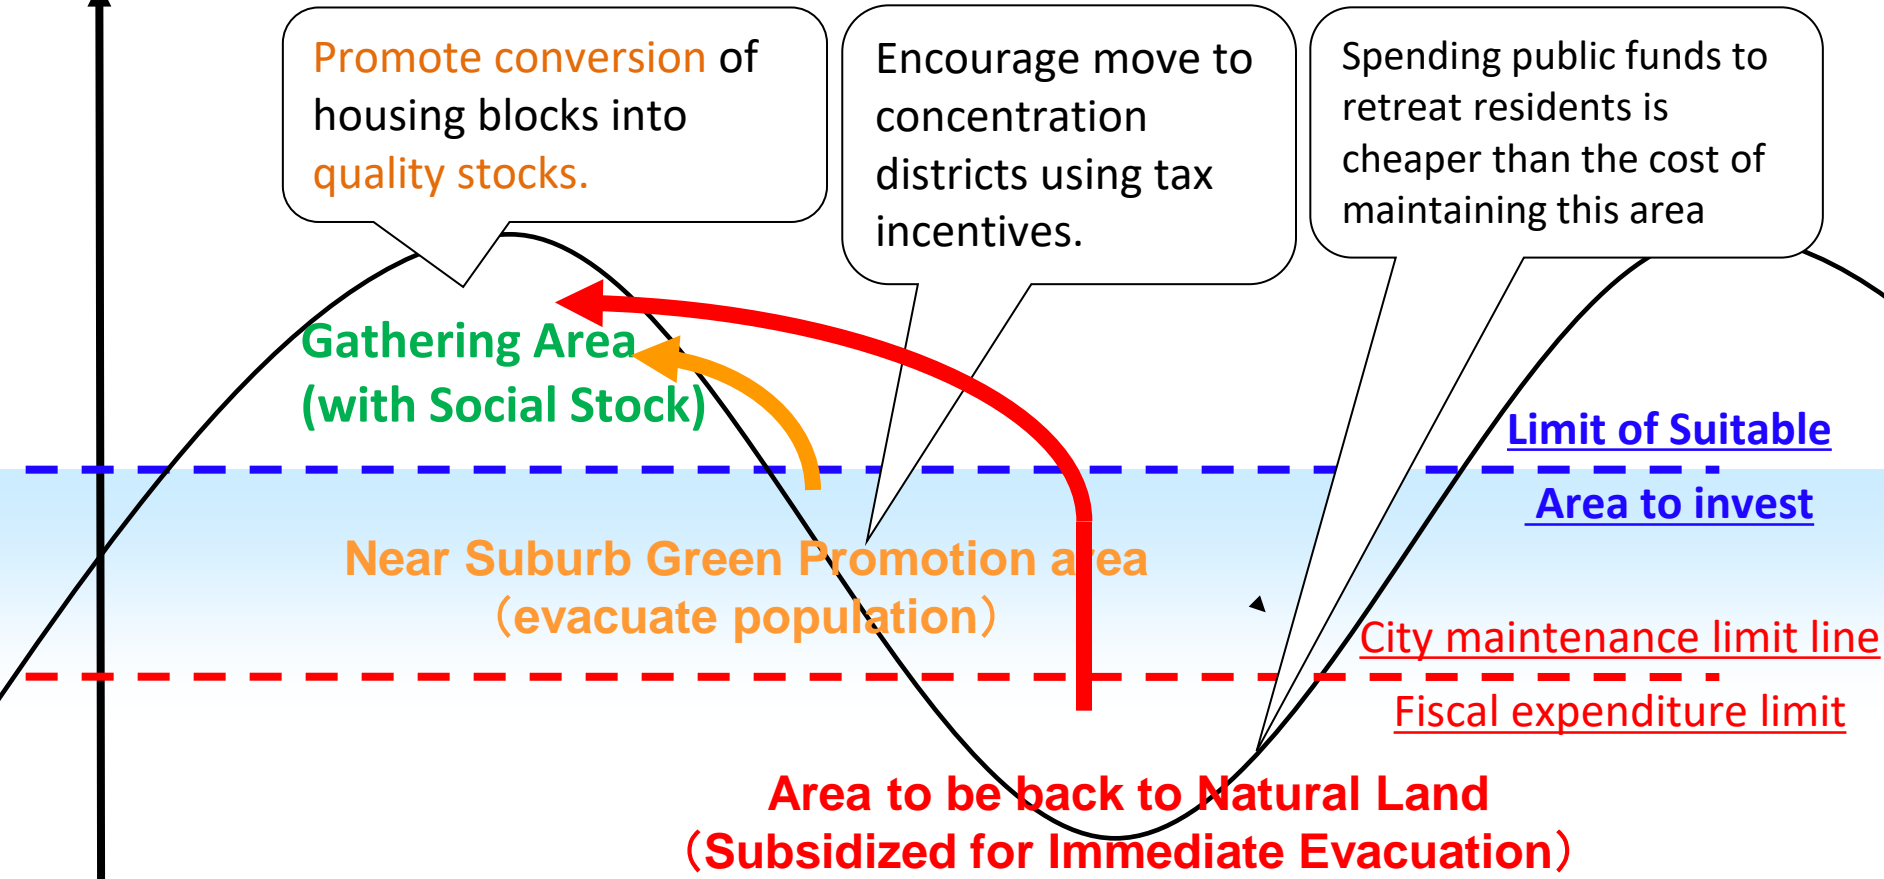 Promote conversion of
housing blocks into
quality stocks.
Encourage move to
concentration
districts using tax
incentives.
Spending public funds to
retreat residents is
cheaper than the cost of
maintaining this area
Gathering Area
(with Social Stock)
Limit of Suitable
Area to invest
Near Suburb Green Promotion area
（evacuate population）
City maintenance limit line
Fiscal expenditure limit
Area to be back to Natural Land
（Subsidized for Immediate Evacuation）